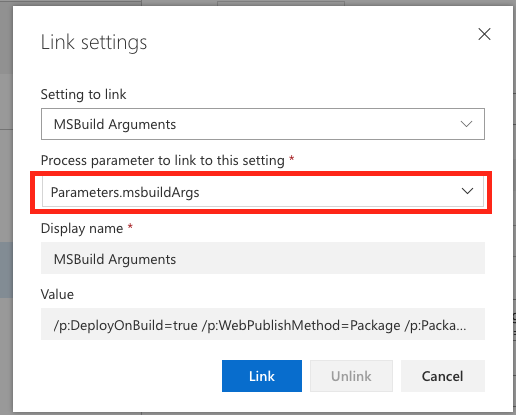 Link settings
Setting to link
MSBuild Arguments
Process parameter to link to this setting *
Parameters.msbuildArgs
Display name *
MSBuild Arguments
Value
/p:DeployOnBuild=true /p:WebPublishMethod=Package /p:Packa...
Link Unlink Cancel